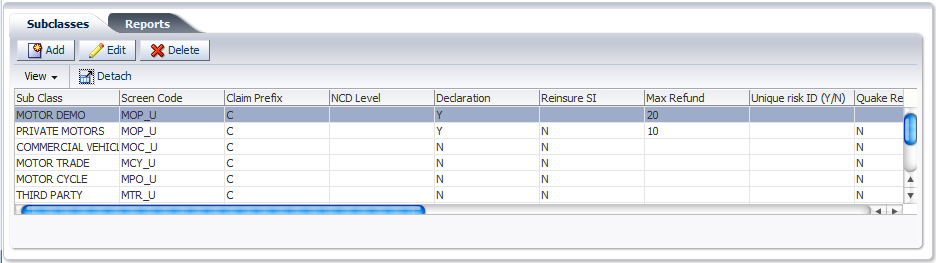 Subclasses Reports
Add Edit Delete
View Detach
Sub Class Screen Code Claim Prefix NCD Level Declaration Reinsure SI Max Refund Unique risk ID (Y/N) Quake Re
MOTOR DEMO MOP_U C Y 20
PRIVATE MOTORS MOP_U C Y N 10 N
COMMERCIAL VEHICL MOC_U C N N N
MOTOR TRADE MCY_U C N N N
MOTOR CYCLE MPO_U C N N N
THIRD PARTY MTR_U C N N N